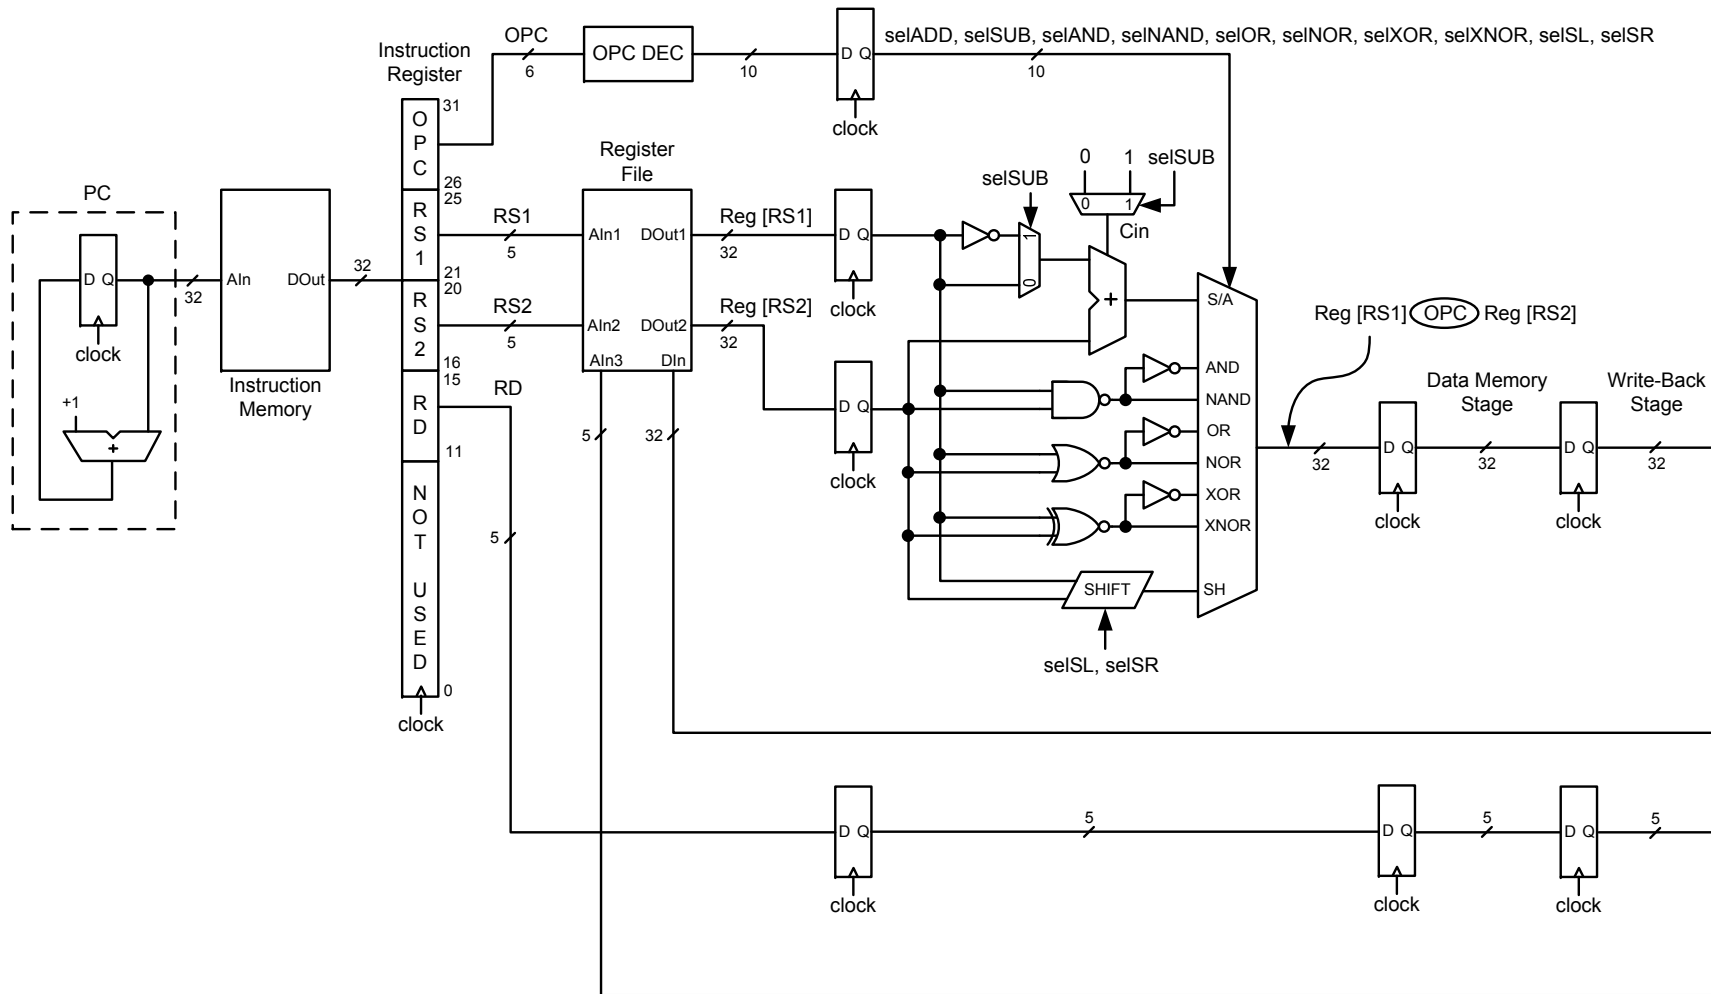 OPC
6
OPC DEC
10
D Q
clock
selADD, selSUB, selAND, selNAND, selOR, selNOR, selXOR, selXNOR, selSL, selSR
10
Instruction
Register
31
O
P
C
26
25
R
S
1
21
20
R
S
2
16
15
R
D
11
N
O
T
U
S
E
D
0
clock
PC
D Q
clock
+1
+
32
AIn
DOut
Instruction
Memory
32
RS1
5
RS2
5
RD
5
Register
File
AIn1
DOut1
AIn2
DOut2
AIn3
DIn
5
32
Reg [RS1]
32
Reg [RS2]
32
D Q
clock
D Q
clock
selSUB
1
0
0 1
selSUB
0 1
Cin
+
S/A
AND
NAND
OR
NOR
XOR
XNOR
SH
SHIFT
selSL, selSR
Reg [RS1] OPC Reg [RS2]
32
D Q
clock
Data Memory
Stage
32
D Q
clock
Write-Back
Stage
32
D Q
clock
5
D Q
clock
5
D Q
clock
5